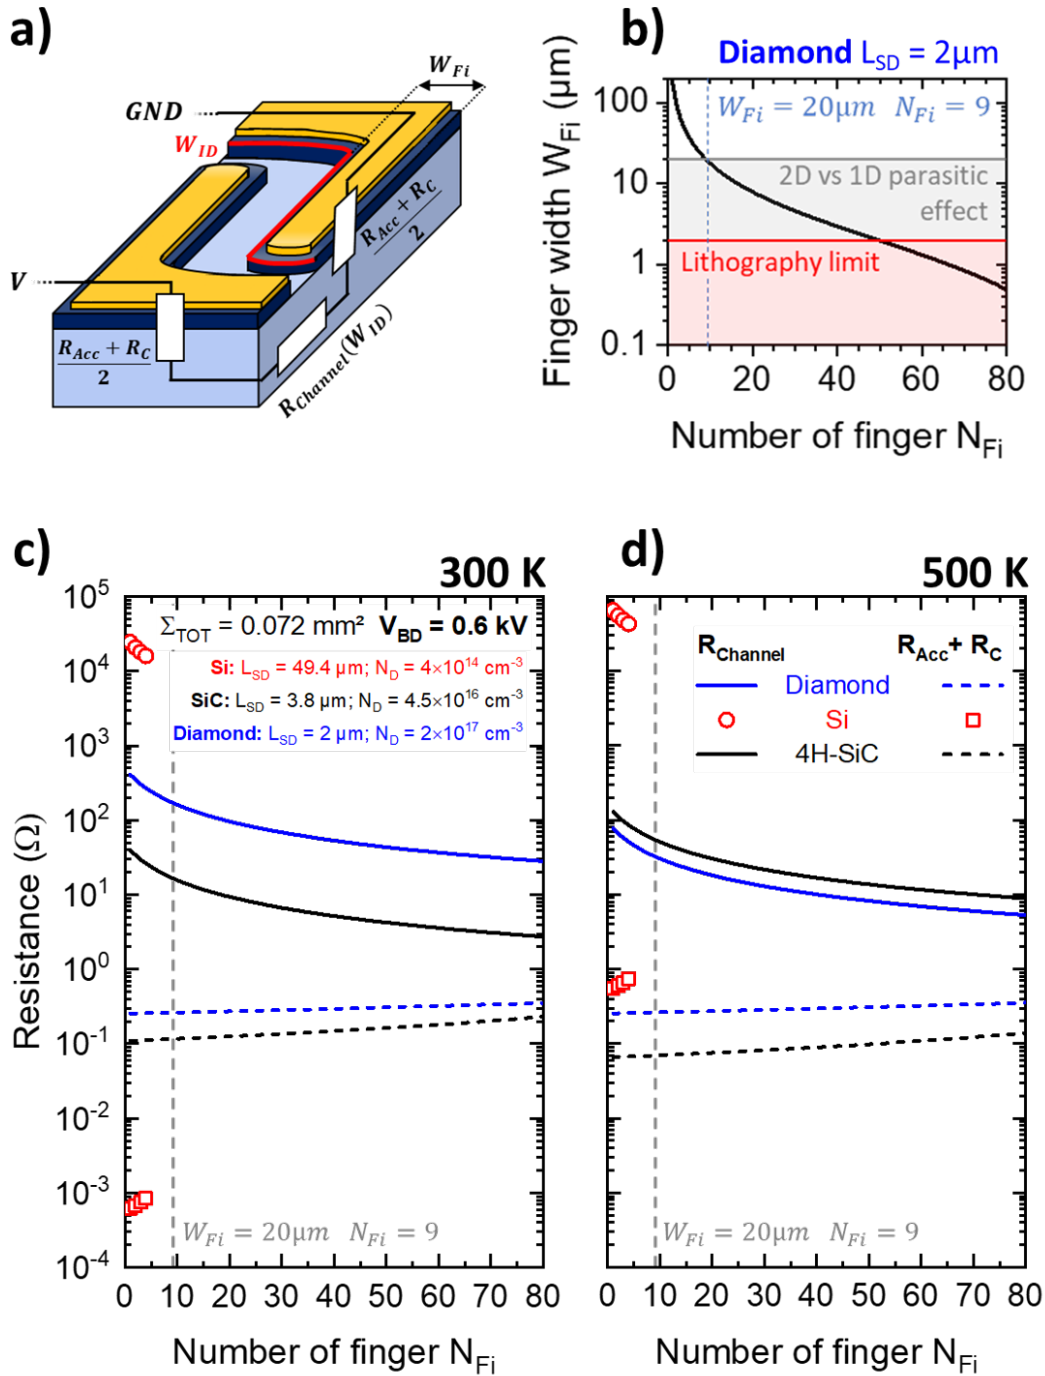 a)
W_Fi
GND
W_ID
R_Acc + R_C
2
V
R_Acc + R_C
2
R_Channel(W_ID)
b)
Diamond L_SD = 2µm
Finger width W_Fi (µm)
100
10
1
0.1
W_Fi = 20µm N_Fi = 9
2D vs 1D parasitic
effect
Lithography limit
0 20 40 60 80
Number of finger N_Fi
c)
300 K
Resistance (Ω)
10^5
10^4
10^3
10^2
10^1
10^0
10^-1
10^-2
10^-3
10^-4
Σ_TOT = 0.072 mm² V_BD = 0.6 kV
Si: L_SD = 49.4 µm; N_D = 4×10^14 cm^-3
SiC: L_SD = 3.8 µm; N_D = 4.5×10^16 cm^-3
Diamond: L_SD = 2 µm; N_D = 2×10^17 cm^-3
W_Fi = 20µm N_Fi = 9
0 10 20 30 40 50 60 70 80
Number of finger N_Fi
d)
500 K
R_Channel R_Acc + R_C
Diamond
Si
4H-SiC
W_Fi = 20µm N_Fi = 9
0 10 20 30 40 50 60 70 80
Number of finger N_Fi